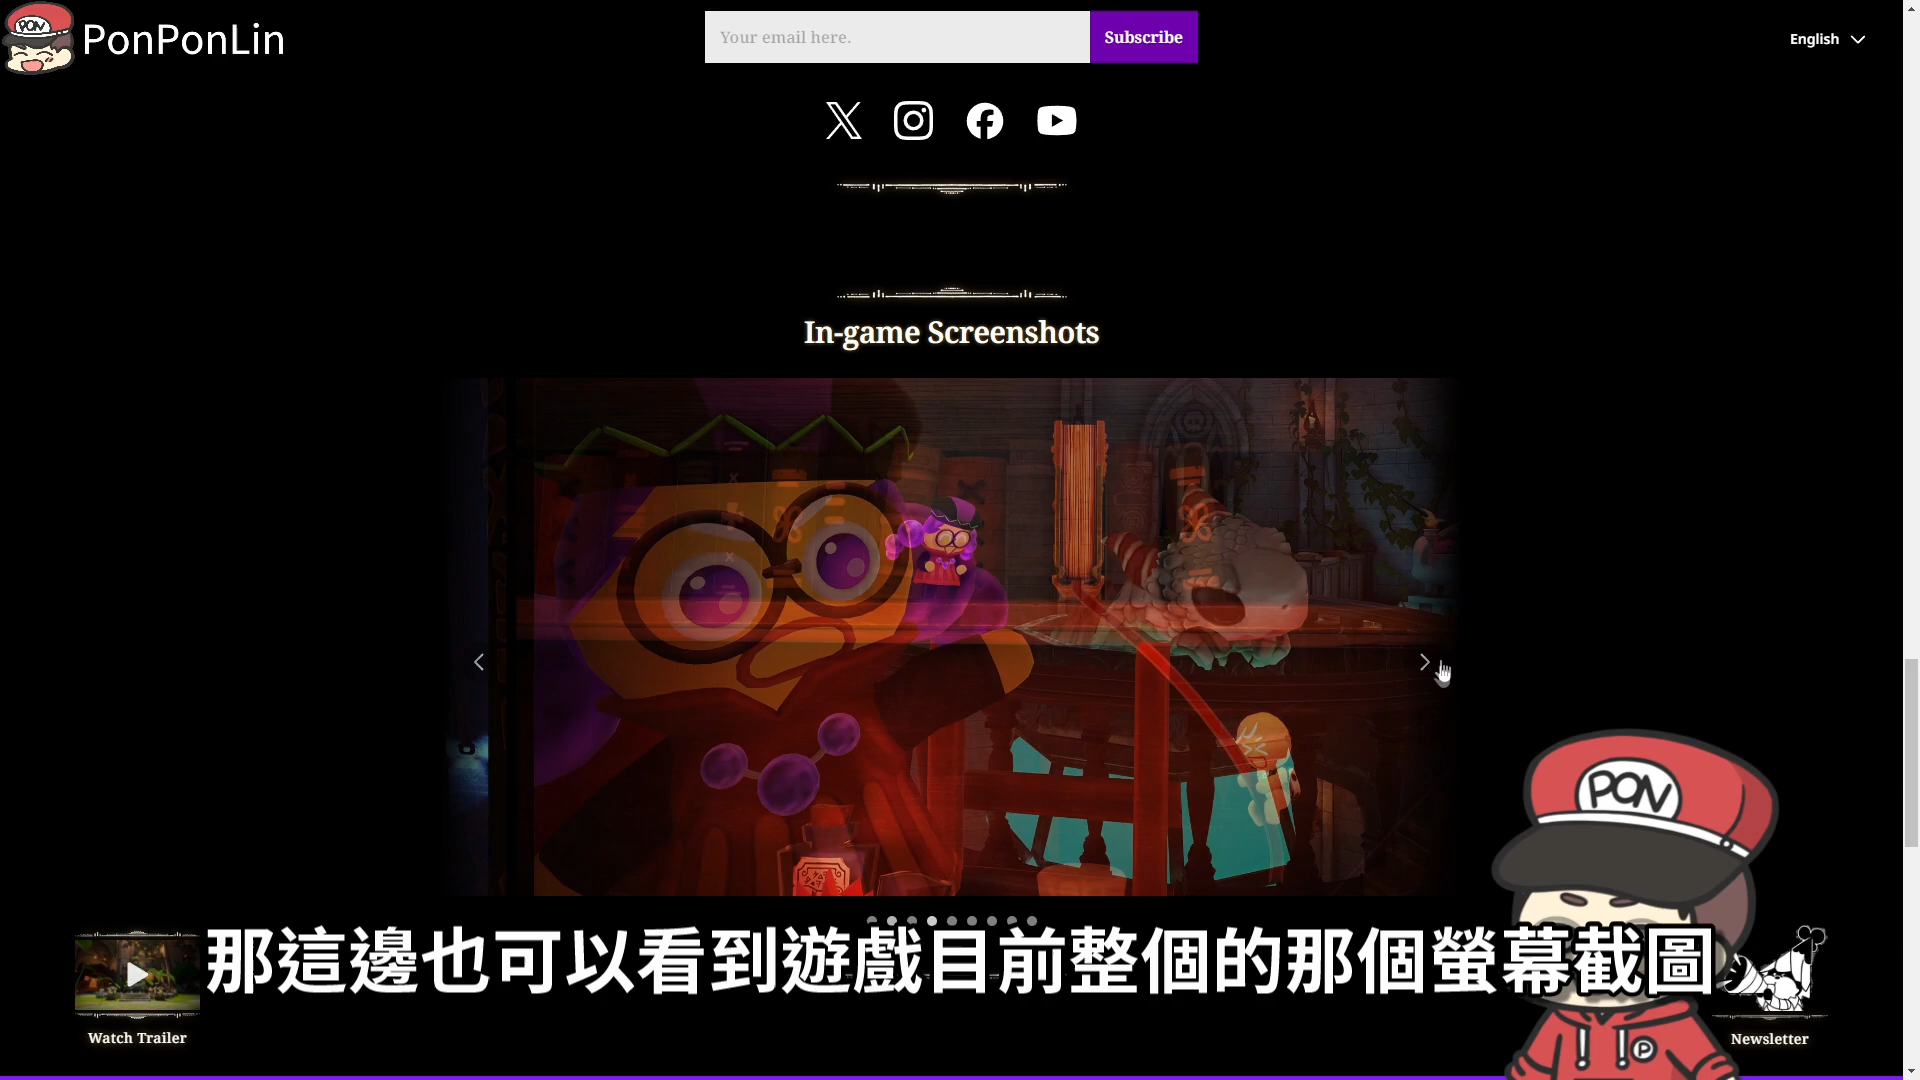 PON
PonPonLin
Your email here.
Subscribe
English
In-game Screenshots
PON
那這邊也可以看到遊戲目前整個的那個螢幕截圖
Watch Trailer
Newsletter
P